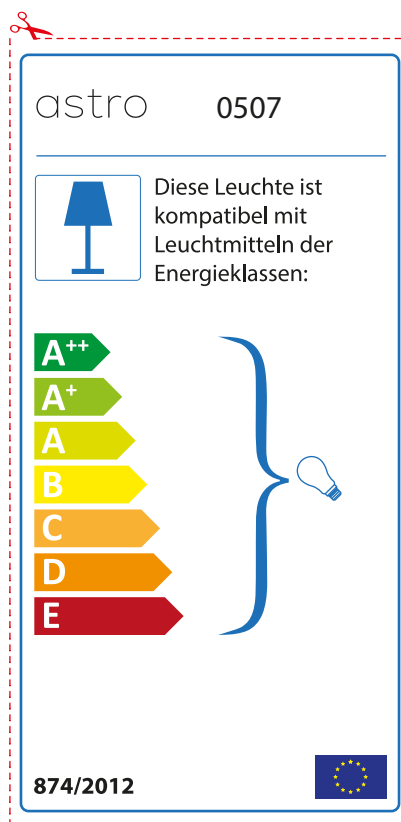 astro 0507
Diese Leuchte ist
kompatibel mit
Leuchtmitteln der
Energieklassen:
A++
A+
A
B
C
D
E
874/2012